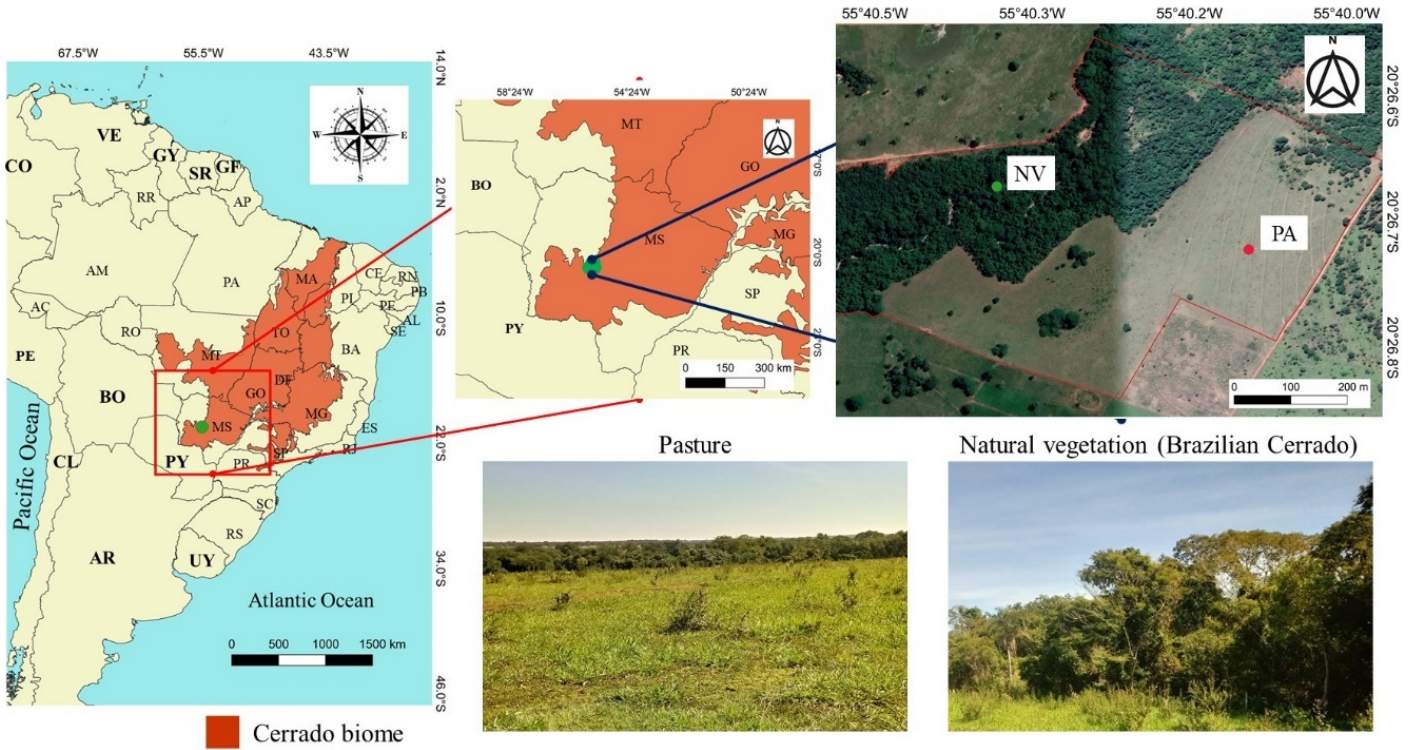 67.5°W 55.5°W 43.5°W
14.0°N
2.0°N
10.0°S
22.0°S
34.0°S
46.0°S
N
W E
S
VE
GY
SR
GF
CO
RR
AP
AM
PA
MA
CE
RN
PB
PI
PE
AL
SE
AC
RO
TO
BA
PE
MT
BO
DF
GO
MG
ES
MS
SP
RJ
CL
PY
PR
SC
RS
AR
UY
Pacific Ocean
Atlantic Ocean
0 500 1000 1500 km
Cerrado biome
58°24'W 54°24'W 50°24'W
N
MT
GO
BO
MS
MG
SP
PY
PR
20°0'S
0 150 300 km
55°40.5'W 55°40.3'W 55°40.2'W 55°40.0'W
N
20°26.6'S
20°26.7'S
20°26.8'S
NV
PA
0 100 200 m
Pasture
Natural vegetation (Brazilian Cerrado)